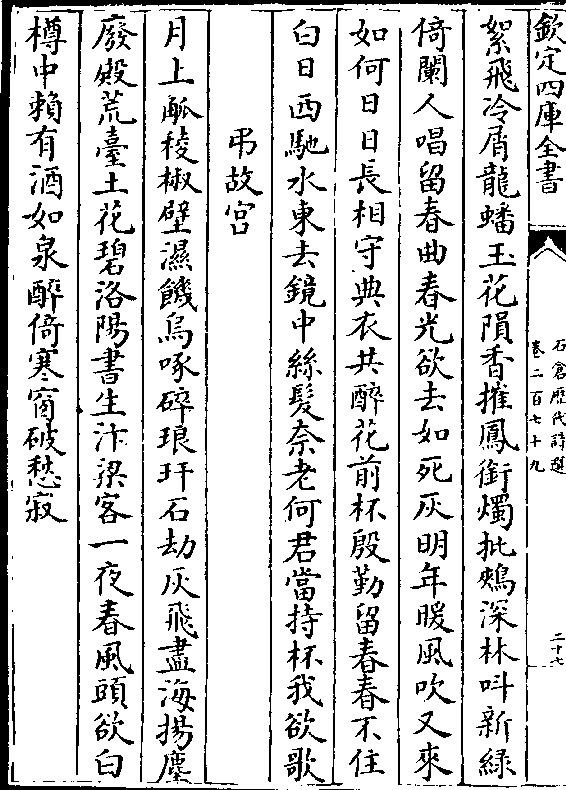 欽定四庫全書
石倉歷代詩選
卷二百七十九
二十七
絮飛冷屑龍蟠玉花隕香摧鳳銜燭批鵊深林呌新綠
倚闌人唱留春曲春光欲去如死灰明年暖風吹又來
如何日日長相守典衣共醉花前杯殷勤留春春不住
白日西馳水東去鏡中絲髮奈老何君當持杯我欲歌
弔故宮
月上觚稜椒壁濕饑烏啄碎琅玕石劫灰飛盡海揚塵
廢殿荒臺土花碧洛陽書生汴梁客一夜春風頭欲白
樽中賴有酒如泉醉倚寒窗破愁寂